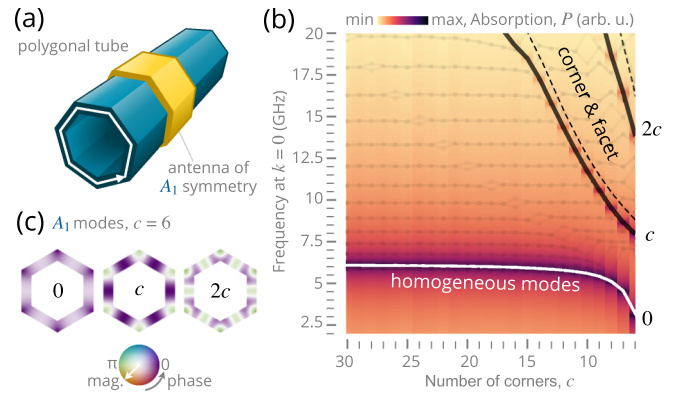 (a)
polygonal tube
antenna of
A₁ symmetry
(b)
min max, Absorption, P (arb. u.)
Frequency at k = 0 (GHz)
20
17.5
15
12.5
10
7.5
5
2.5
corner & facet
homogeneous modes
2c
c
0
30 25 20 15 10
Number of corners, c
(c) A₁ modes, c = 6
0 c 2c
π 0
mag. phase